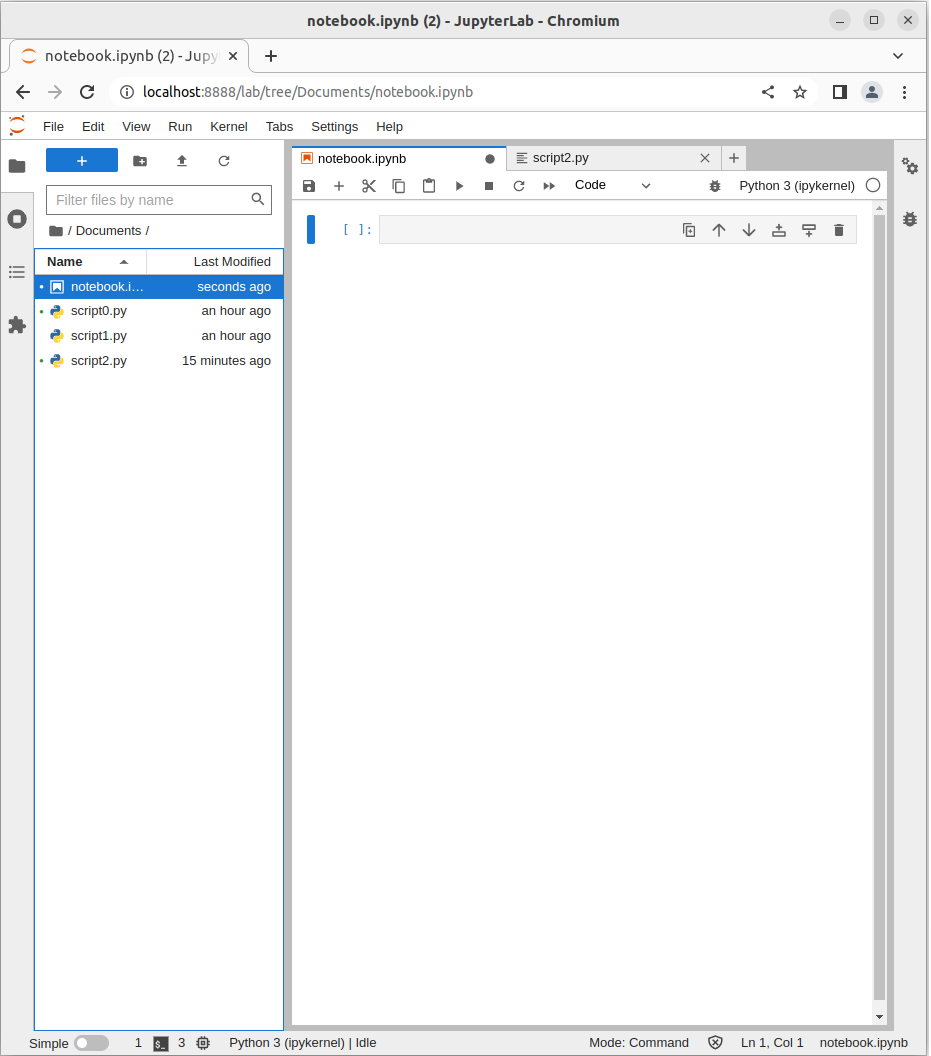 notebook.ipynb (2) - JupyterLab - Chromium
notebook.ipynb (2) - Jupy
localhost:8888/lab/tree/Documents/notebook.ipynb
File Edit View Run Kernel Tabs Settings Help
notebook.ipynb script2.py
Code Python 3 (ipykernel)
Filter files by name
/ Documents /
[ ]:
Name Last Modified
notebook.i… seconds ago
script0.py an hour ago
script1.py an hour ago
script2.py 15 minutes ago
Simple 1 $_ 3 Python 3 (ipykernel) | Idle Mode: Command Ln 1, Col 1 notebook.ipynb